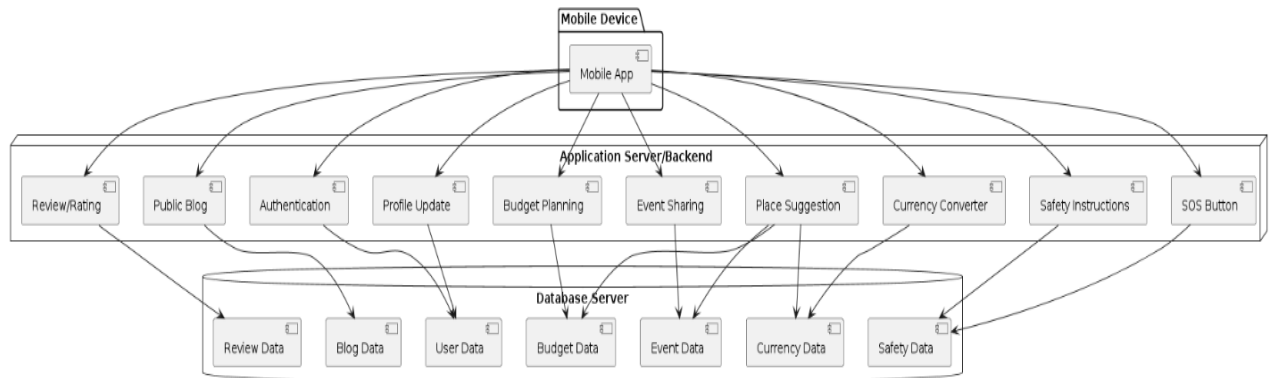 Mobile Device
Mobile App
Application Server/Backend
Review/Rating
Public Blog
Authentication
Profile Update
Budget Planning
Event Sharing
Place Suggestion
Currency Converter
Safety Instructions
SOS Button
Database Server
Review Data
Blog Data
User Data
Budget Data
Event Data
Currency Data
Safety Data